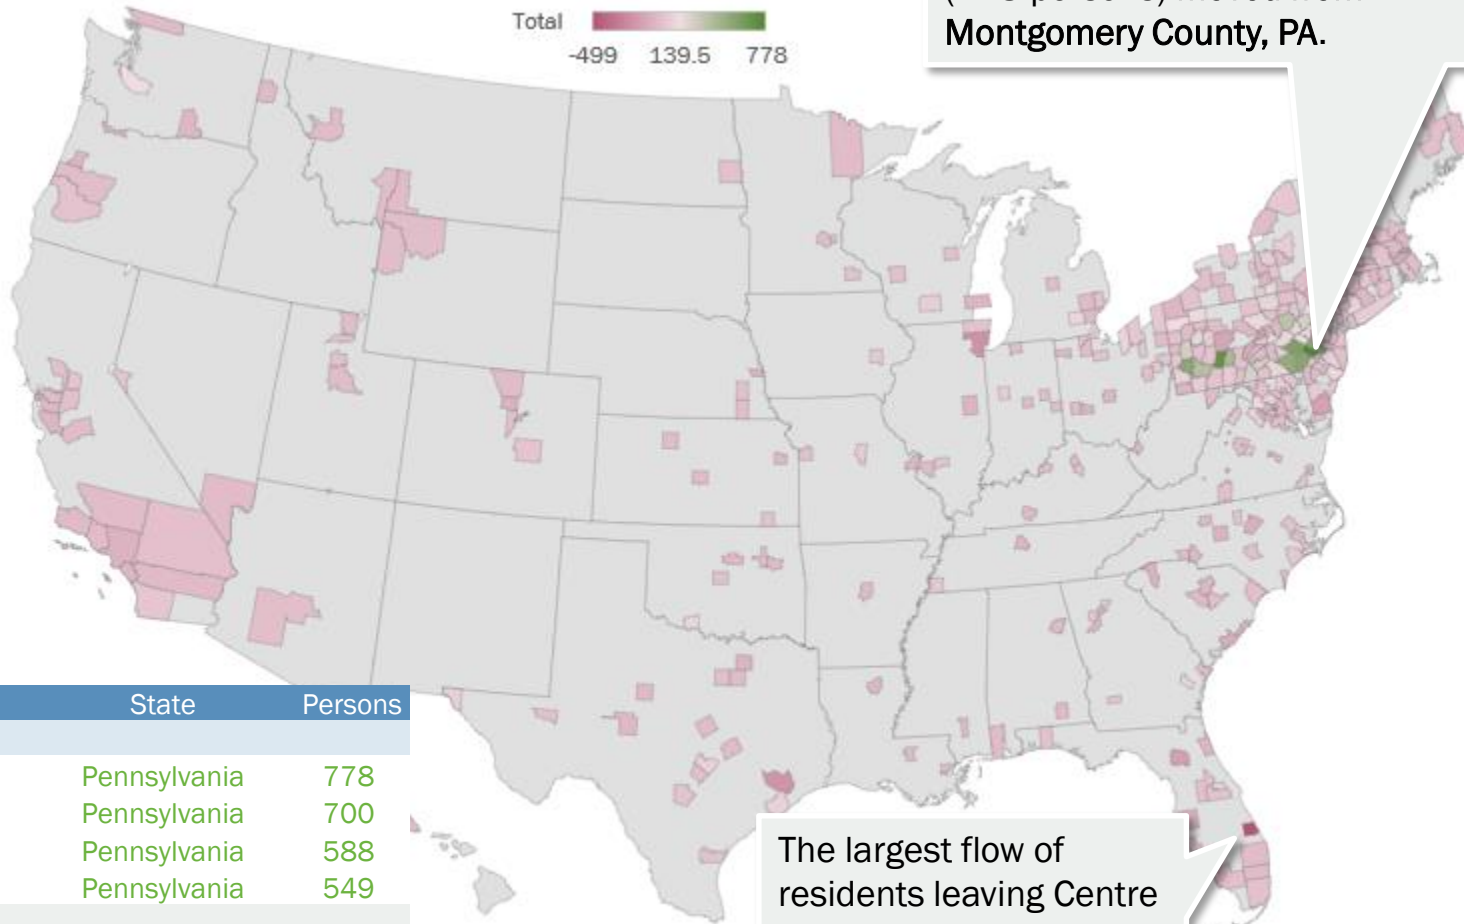 Total
-499 139.5 778
Montgomery County, PA.
State Persons
Pennsylvania 778
Pennsylvania 700
Pennsylvania 588
Pennsylvania 549
The largest flow of
residents leaving Centre